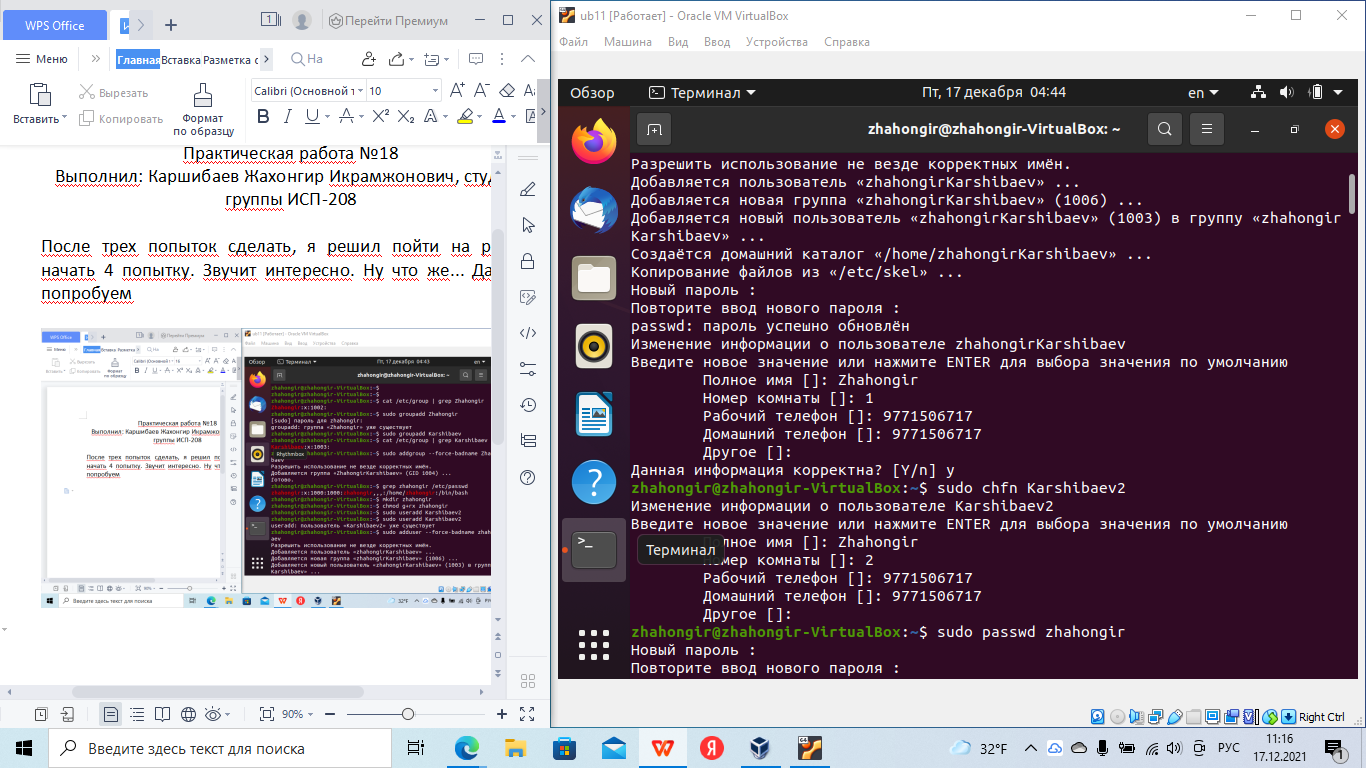 WPS Office
1
Перейти Премиум
Меню
Главная
Вставка
Разметка с
На
Вставить
Вырезать
Копировать
Формат
по образцу
Calibri (Основной т
10
Практическая работа №18
Выполнил: Каршибаев Жахонгир Икрамжонович, студ
группы ИСП-208
После трех попыток сделать, я решил пойти на р
начать 4 попытку. Звучит интересно. Ну что же... Да
попробуем
90%
ub11 [Работает] - Oracle VM VirtualBox
Файл Машина Вид Ввод Устройства Справка
Обзор
Терминал
Пт, 17 декабря 04:44
en
zhahongir@zhahongir-VirtualBox: ~
Разрешить использование не везде корректных имён.
Добавляется пользователь «zhahongirKarshibaev» ...
Добавляется новая группа «zhahongirKarshibaev» (1006) ...
Добавляется новый пользователь «zhahongirKarshibaev» (1003) в группу «zhahongir
Karshibaev» ...
Создаётся домашний каталог «/home/zhahongirKarshibaev» ...
Копирование файлов из «/etc/skel» ...
Новый пароль :
Повторите ввод нового пароля :
passwd: пароль успешно обновлён
Изменение информации о пользователе zhahongirKarshibaev
Введите новое значение или нажмите ENTER для выбора значения по умолчанию
Полное имя []: Zhahongir
Номер комнаты []: 1
Рабочий телефон []: 9771506717
Домашний телефон []: 9771506717
Другое []:
Данная информация корректна? [Y/n] y
zhahongir@zhahongir-VirtualBox:~$ sudo chfn Karshibaev2
Изменение информации о пользователе Karshibaev2
Введите новое значение или нажмите ENTER для выбора значения по умолчанию
олное имя []: Zhahongir
Терминал
Номер комнаты []: 2
Рабочий телефон []: 9771506717
Домашний телефон []: 9771506717
Другое []:
zhahongir@zhahongir-VirtualBox:~$ sudo passwd zhahongir
Новый пароль :
Повторите ввод нового пароля :
Right Ctrl
Введите здесь текст для поиска
32°F
РУС
11:16
17.12.2021
1